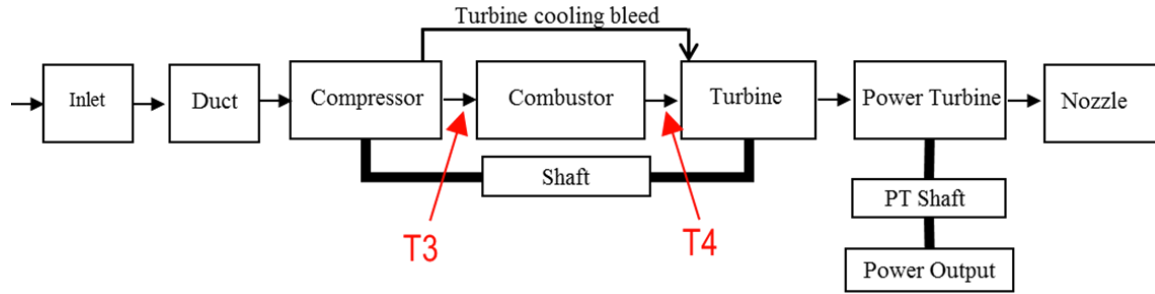 Turbine cooling bleed
Inlet
Duct
Compressor
Combustor
Turbine
Power Turbine
Nozzle
Shaft
PT Shaft
T3
T4
Power Output